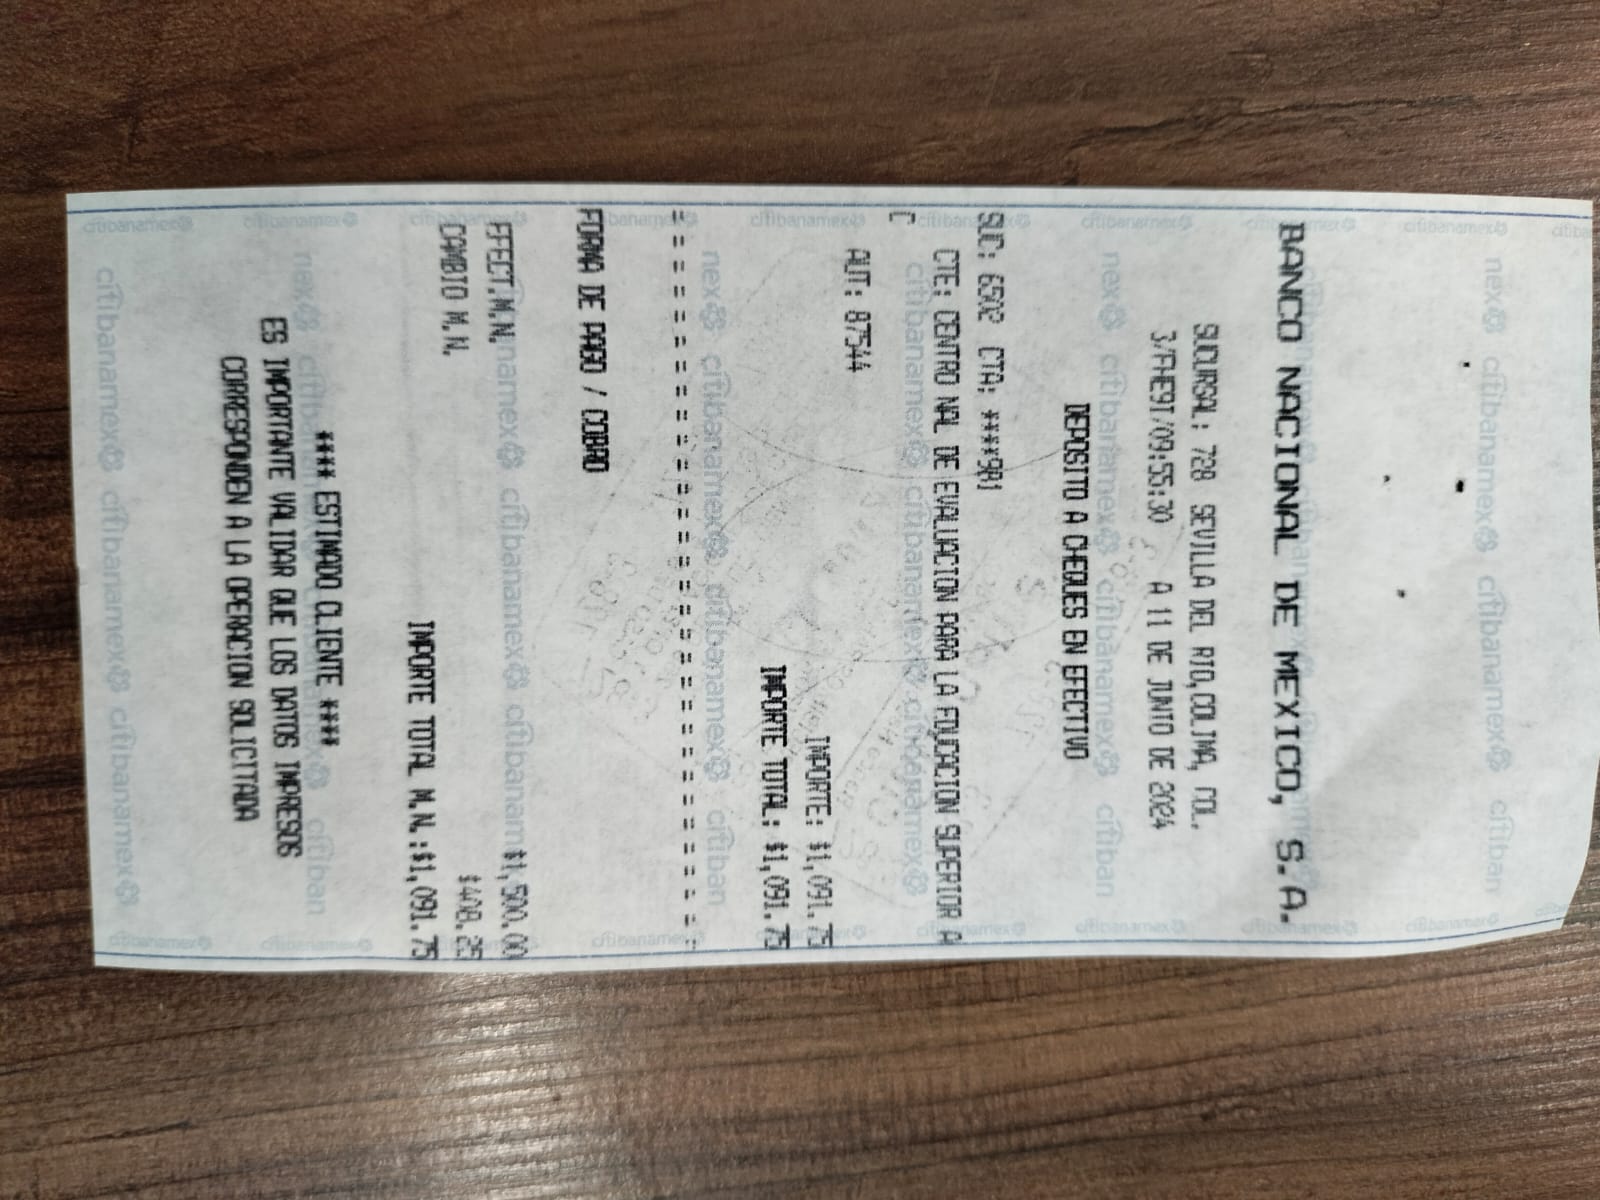 BANCO NACIONAL DE MEXICO, S.A.
SUCURSAL: 728 SEVILLA DEL RIO,COLIMA, COL.
3/FHE91/09:55:30 A 11 DE JUNIO DE 2024
DEPOSITO A CHEQUES EN EFECTIVO
SUC: 6502 CTA: ****981
CTE: CENTRO NAL DE EVALUACION PARA LA EDUCACION SUPERIOR A
C
AUT: 87544
IMPORTE: $1,091.75
IMPORTE TOTAL: $1,091.75
FORMA DE PAGO / COBRO
EFECT.M.N. $1,500.00
CAMBIO M.N. $408.25
IMPORTE TOTAL M.N.:$1,091.75
**** ESTIMADO CLIENTE ****
ES IMPORTANTE VALIDAR QUE LOS DATOS IMPRESOS
CORRESPONDEN A LA OPERACION SOLICITADA